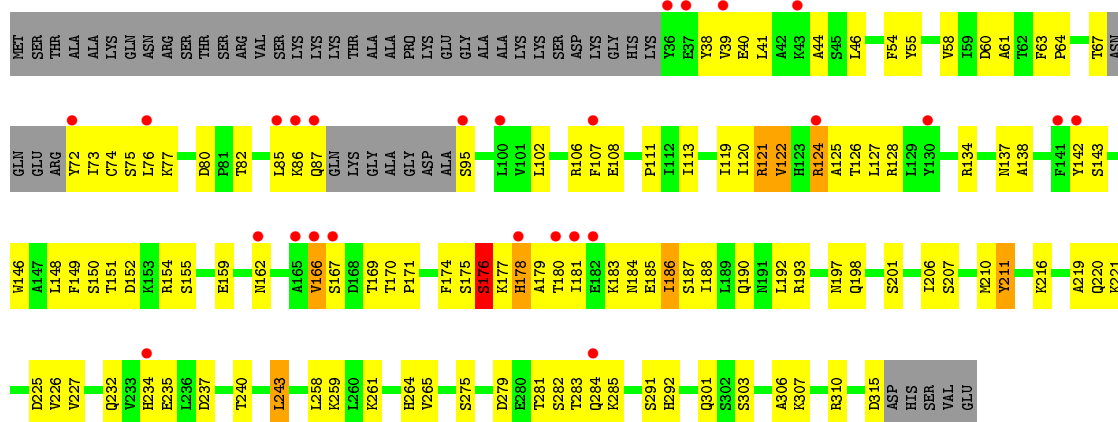 MET SER THR ALA ALA LYS GLN ASN ARG SER THR SER ARG VAL SER LYS LYS LYS THR ALA ALA PRO LYS GLU GLY ALA ALA LYS LYS SER ASP LYS GLY HIS LYS Y36 E37 Y38 V39 E40 L41 A42 K43 A44 S45 L46 F54 Y55 V58 I59 D60 A61 T62 F63 P64 T67 ASN
GLN GLU ARG Y72 I73 C74 S75 L76 K77 D80 P81 T82 L85 K86 Q87 GLN LYS GLY ALA GLY ASP ALA S95 L100 V101 L102 R106 F107 E108 P111 I112 I113 I119 I120 R121 V122 H123 R124 A125 T126 L127 R128 L129 Y130 R134 N137 A138 F141 Y142 S143
W146 A147 L148 F149 S150 T151 D152 K153 R154 S155 E159 N162 A165 V166 S167 D168 T169 T170 P171 F174 S175 S176 K177 H178 A179 T180 I181 E182 K183 N184 E185 I186 S187 I188 L189 Q190 N191 L192 R193 N197 Q198 S201 I206 S207 M210 Y211 K216 A219 Q220 K221
D225 V226 V227 Q232 V233 H234 E235 L236 D237 T240 L243 L258 K259 L260 K261 H264 V265 S275 D279 E280 T281 S282 T283 Q284 K285 S291 H292 Q301 S302 S303 A306 K307 R310 D315 ASP HIS SER VAL GLU